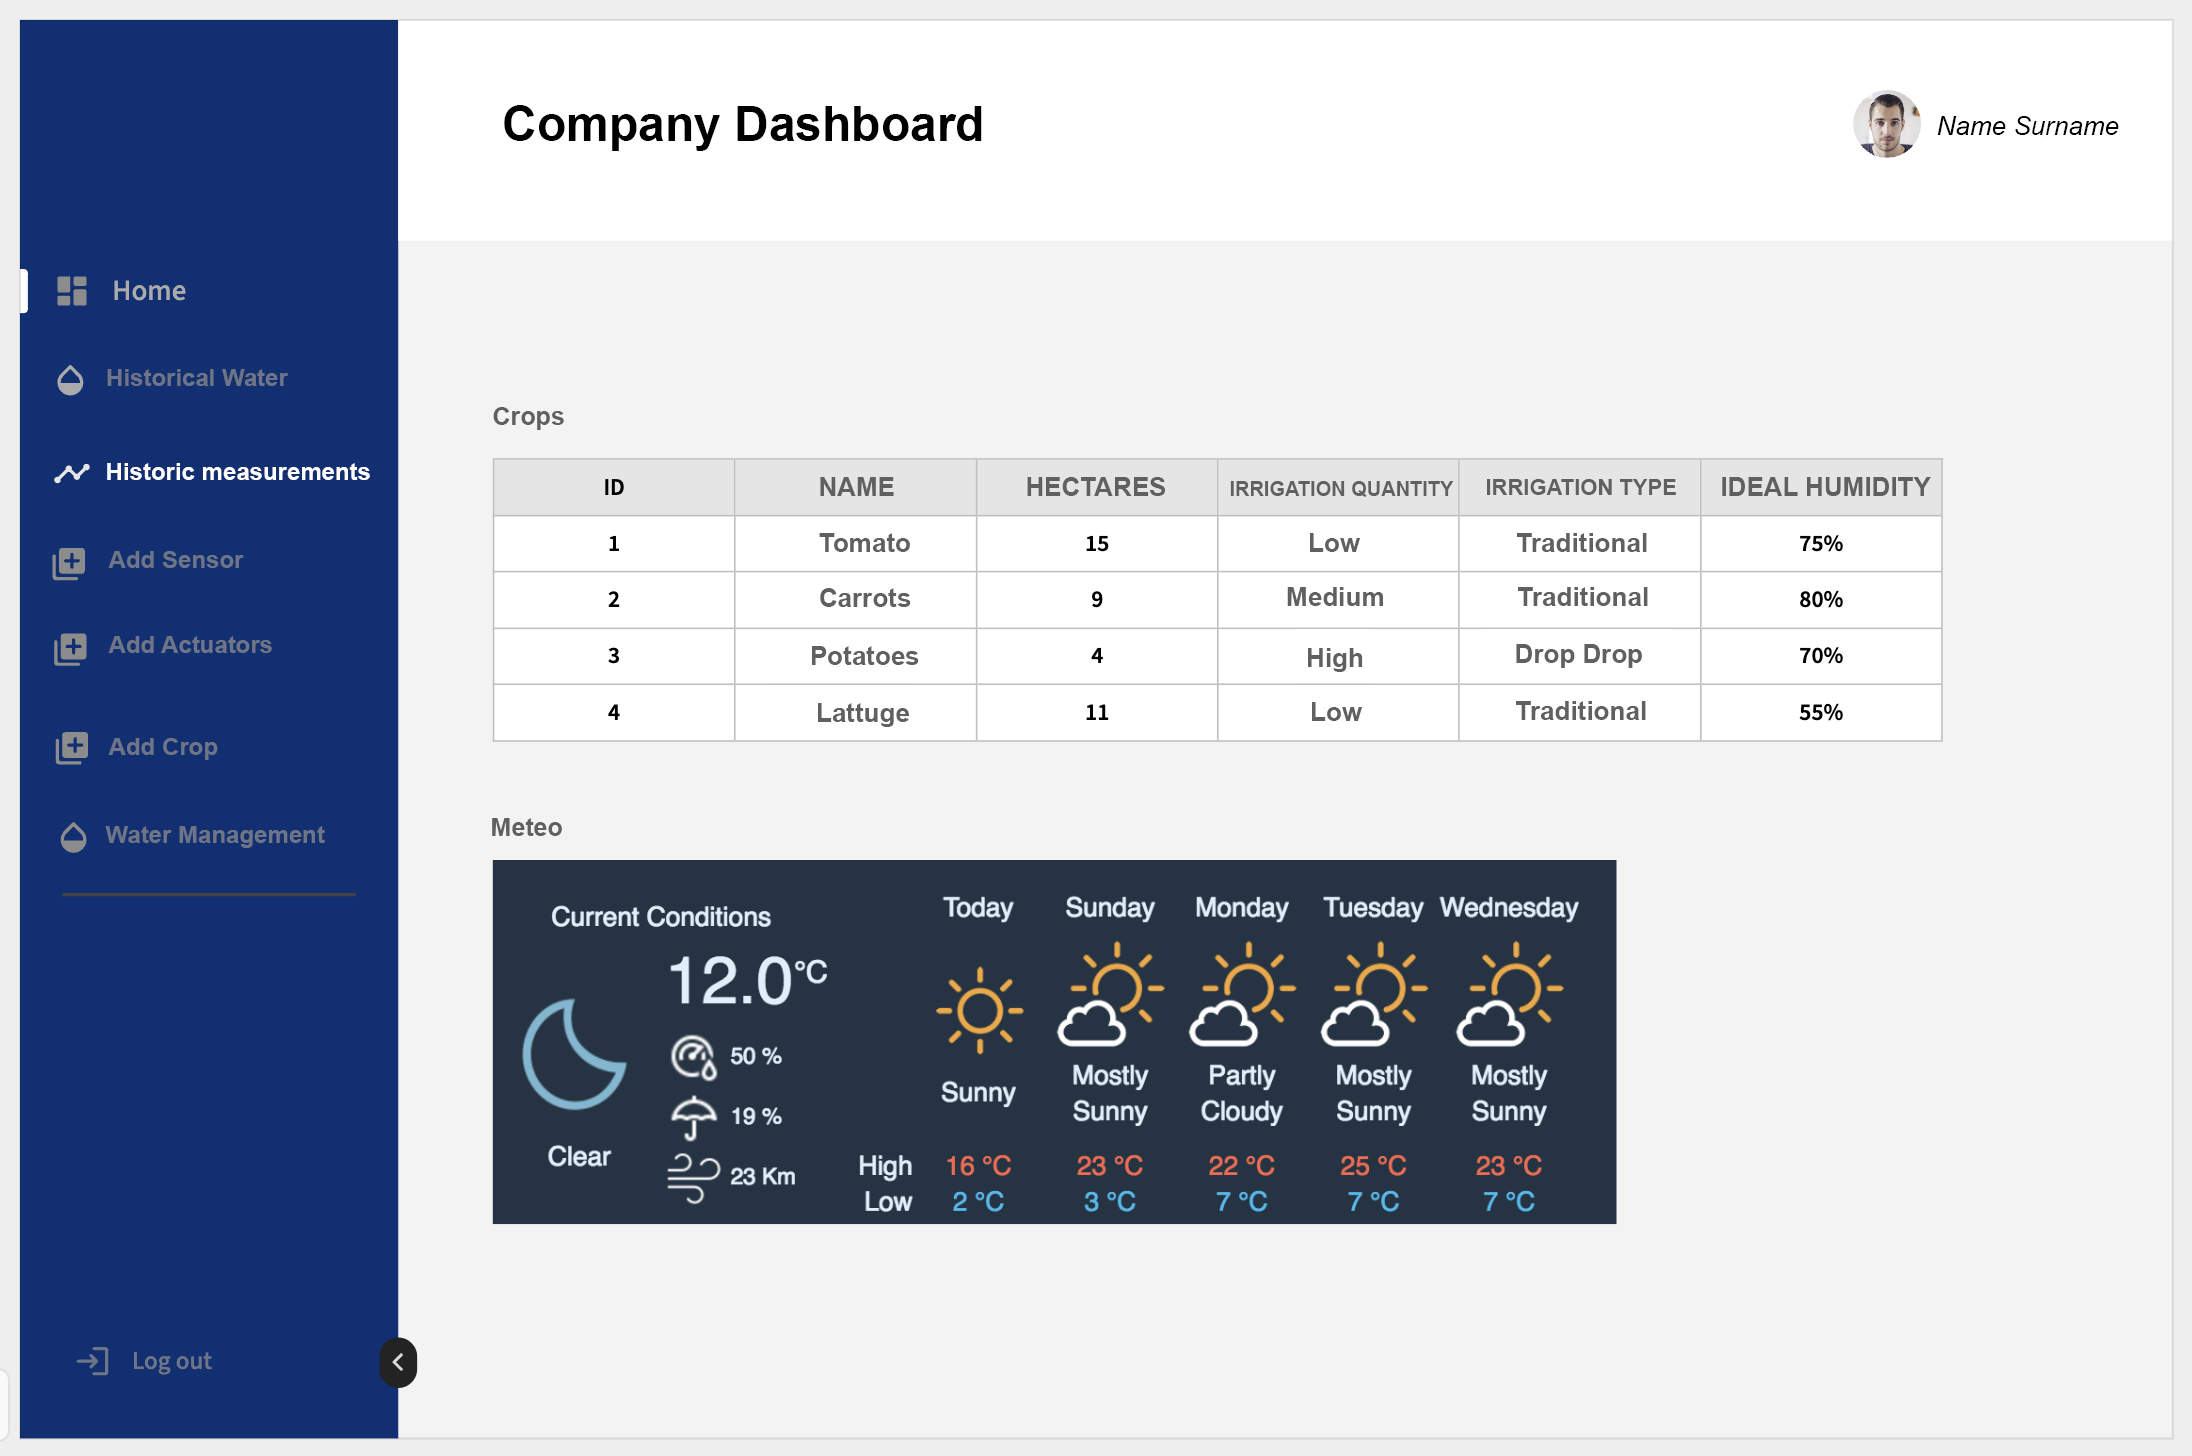 Company Dashboard
Name Surname
Home
Historical Water
Historic measurements
Add Sensor
Add Actuators
Add Crop
Water Management
Log out
Crops
ID NAME HECTARES IRRIGATION QUANTITY IRRIGATION TYPE IDEAL HUMIDITY
1 Tomato 15 Low Traditional 75%
2 Carrots 9 Medium Traditional 80%
3 Potatoes 4 High Drop Drop 70%
4 Lattuge 11 Low Traditional 55%
Meteo
Current Conditions
12.0°C
50 %
19 %
23 Km
Clear
Today Sunday Monday Tuesday Wednesday
Sunny Mostly Sunny Partly Cloudy Mostly Sunny Mostly Sunny
High 16 °C 23 °C 22 °C 25 °C 23 °C
Low 2 °C 3 °C 7 °C 7 °C 7 °C